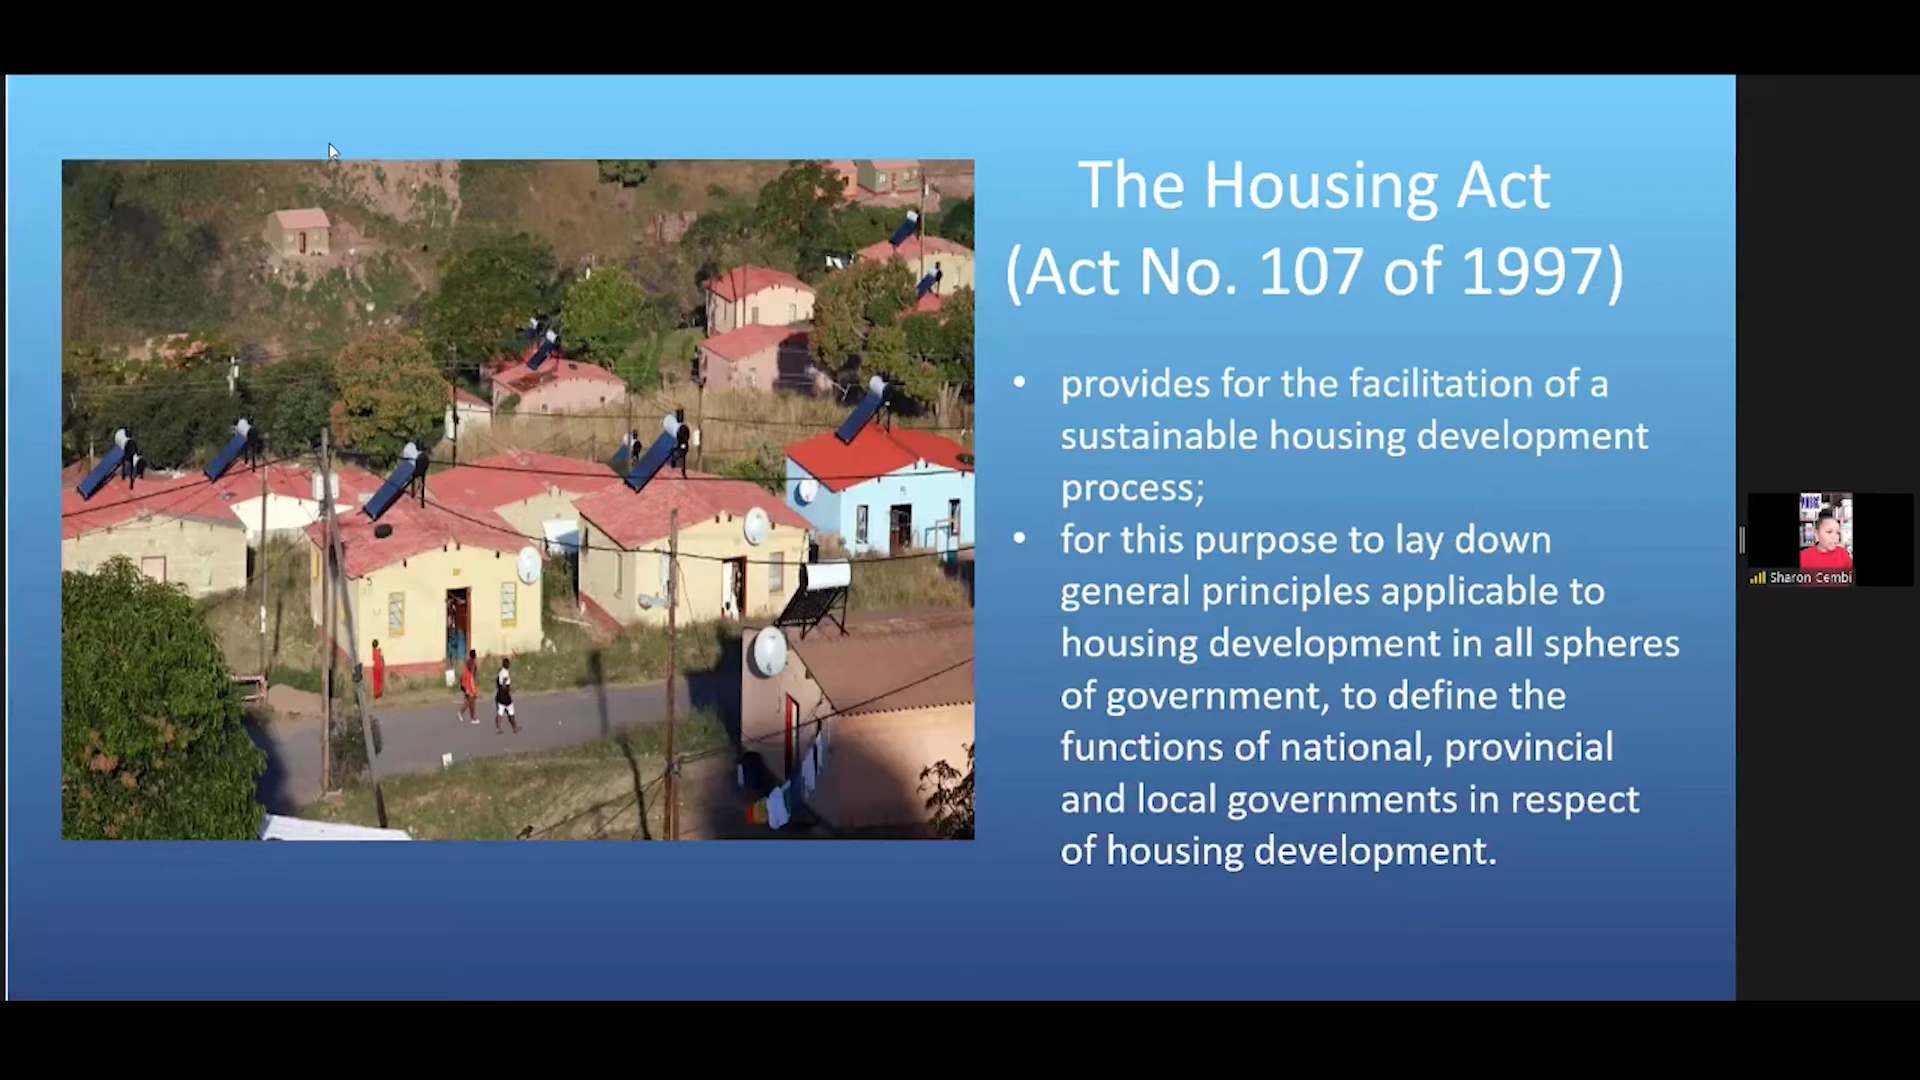 The Housing Act
(Act No. 107 of 1997)
• provides for the facilitation of a
sustainable housing development
process;
• for this purpose to lay down
general principles applicable to
housing development in all spheres
of government, to define the
functions of national, provincial
and local governments in respect
of housing development.
Sharon Cembi